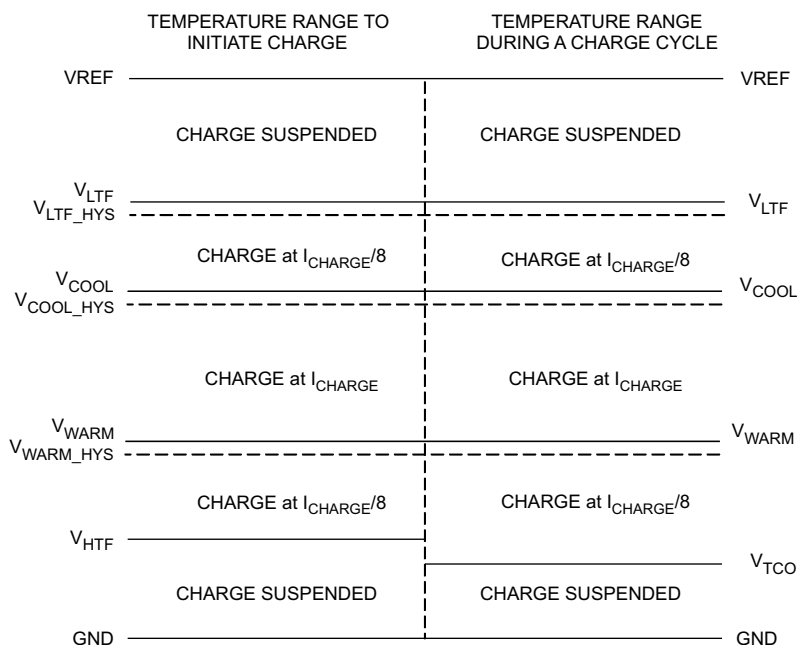 TEMPERATURE RANGE TO
INITIATE CHARGE
TEMPERATURE RANGE
DURING A CHARGE CYCLE
VREF
VREF
CHARGE SUSPENDED
CHARGE SUSPENDED
VLTF
VLTF
VLTF_HYS
CHARGE at ICHARGE/8
CHARGE at ICHARGE/8
VCOOL
VCOOL
VCOOL_HYS
CHARGE at ICHARGE
CHARGE at ICHARGE
VWARM
VWARM
VWARM_HYS
CHARGE at ICHARGE/8
CHARGE at ICHARGE/8
VHTF
VTCO
CHARGE SUSPENDED
CHARGE SUSPENDED
GND
GND